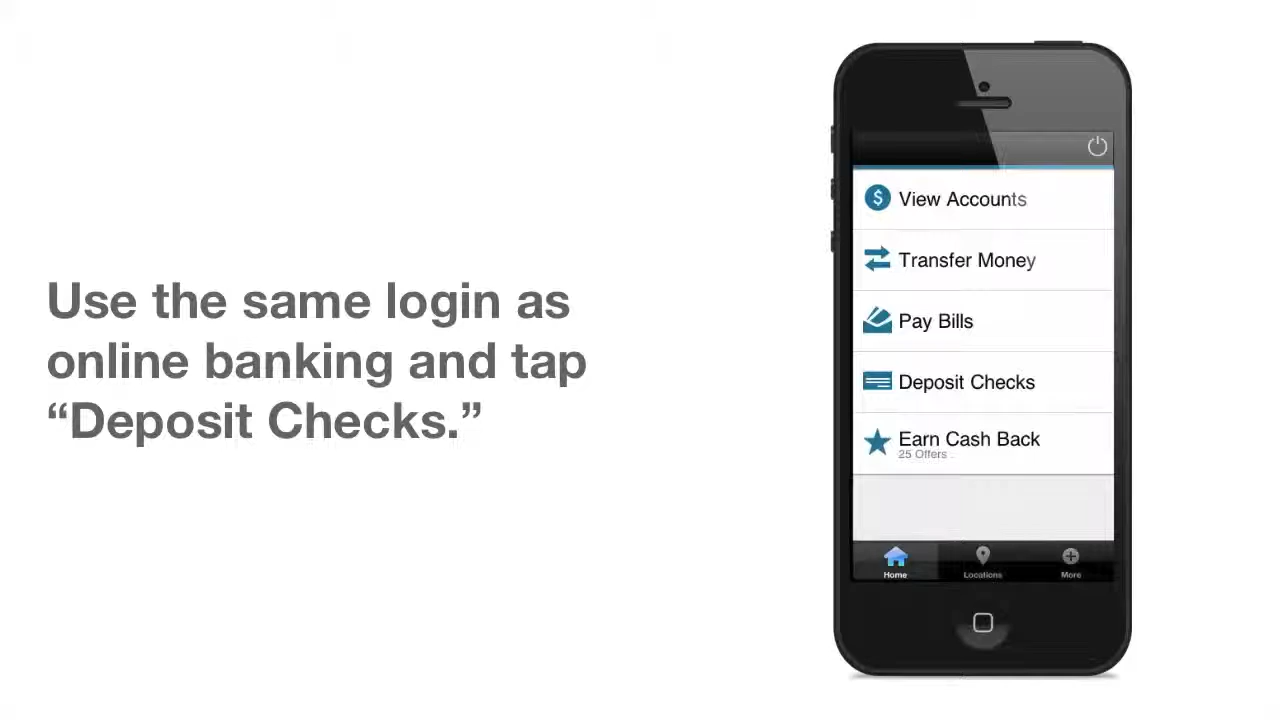 Use the same login as
online banking and tap
“Deposit Checks.”
View Accounts
Transfer Money
Pay Bills
Deposit Checks
Earn Cash Back
25 Offers
Home
Locations
More